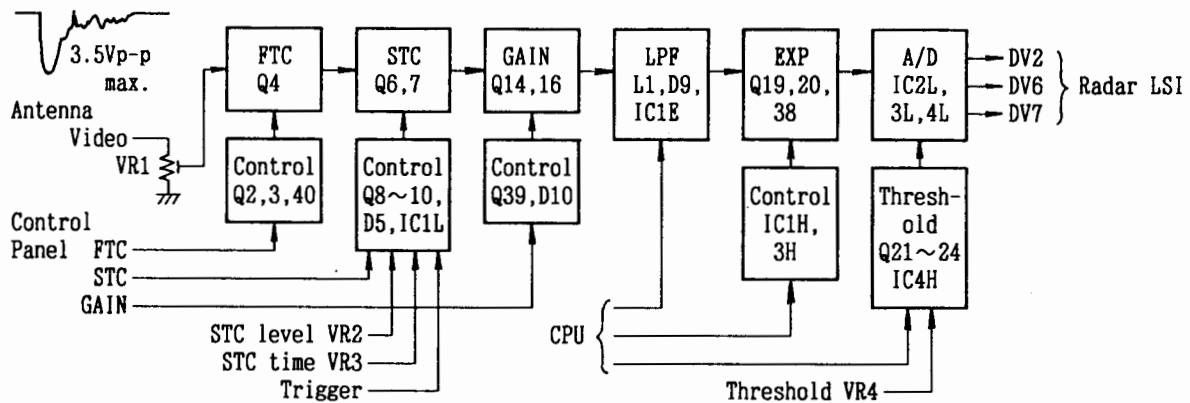 3.5Vp-p
max.
Antenna
Video
VR1
FTC
Q4
STC
Q6,7
GAIN
Q14,16
LPF
L1,D9,
IC1E
EXP
Q19,20,
38
A/D
IC2L,
3L,4L
DV2
DV6
DV7
Radar LSI
Control
Q2,3,40
Control
Q8~10,
D5,IC1L
Control
Q39,D10
Control
IC1H,
3H
Thresh-
old
Q21~24
IC4H
Control
Panel FTC
STC
GAIN
STC level VR2
STC time VR3
Trigger
CPU
Threshold VR4